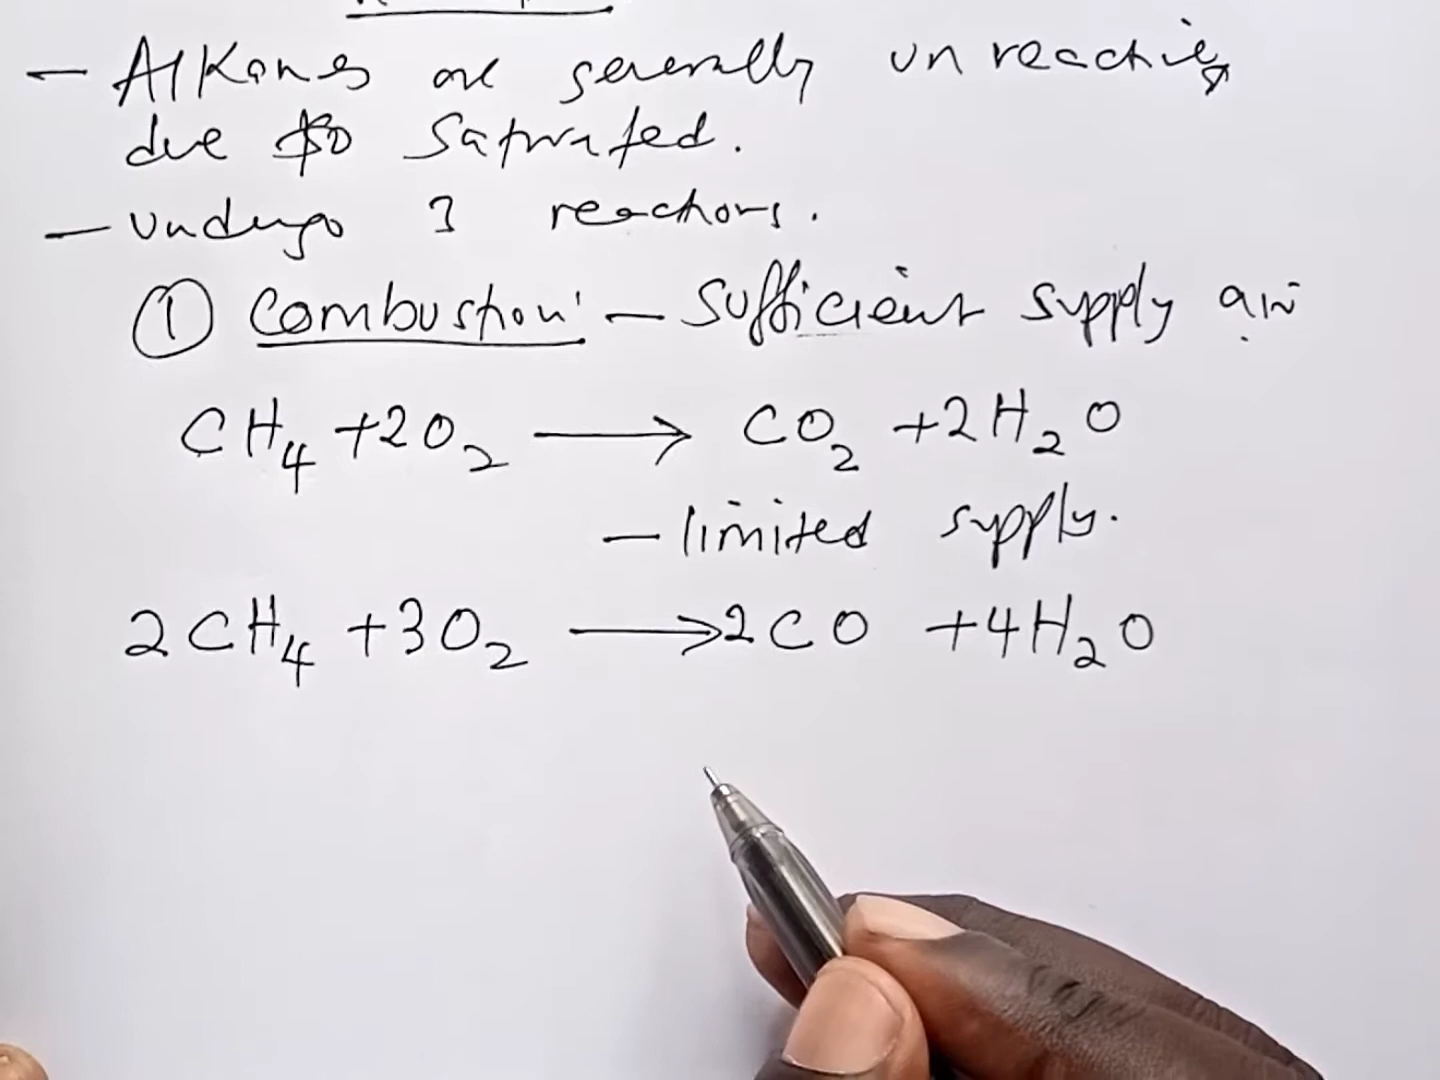 - Alkanes are generally unreactive
due to saturated.
- Undergo 3 reactions.
① Combustion - Sufficient supply air
CH₄ + 2O₂ → CO₂ + 2H₂O
- limited supply.
2CH₄ + 3O₂ → 2CO + 4H₂O